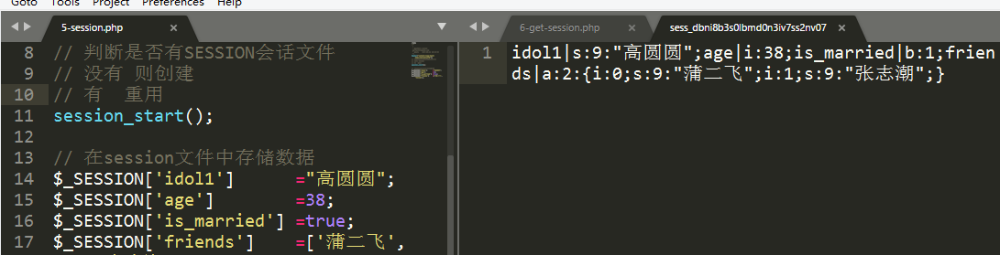 Goto Tools Project Preferences Help
5-session.php
8 // 判断是否有SESSION会话文件
9 // 没有 则创建
10 // 有 重用
11 session_start();
12
13 // 在session文件中存储数据
14 $_SESSION['idol1'] ="高圆圆";
15 $_SESSION['age'] =38;
16 $_SESSION['is_married'] =true;
17 $_SESSION['friends'] =['蒲二飞',
6-get-session.php sess_dbni8b3s0lbmd0n3iv7ss2nv07
1 idol1|s:9:"高圆圆";age|i:38;is_married|b:1;frien
ds|a:2:{i:0;s:9:"蒲二飞";i:1;s:9:"张志潮";}